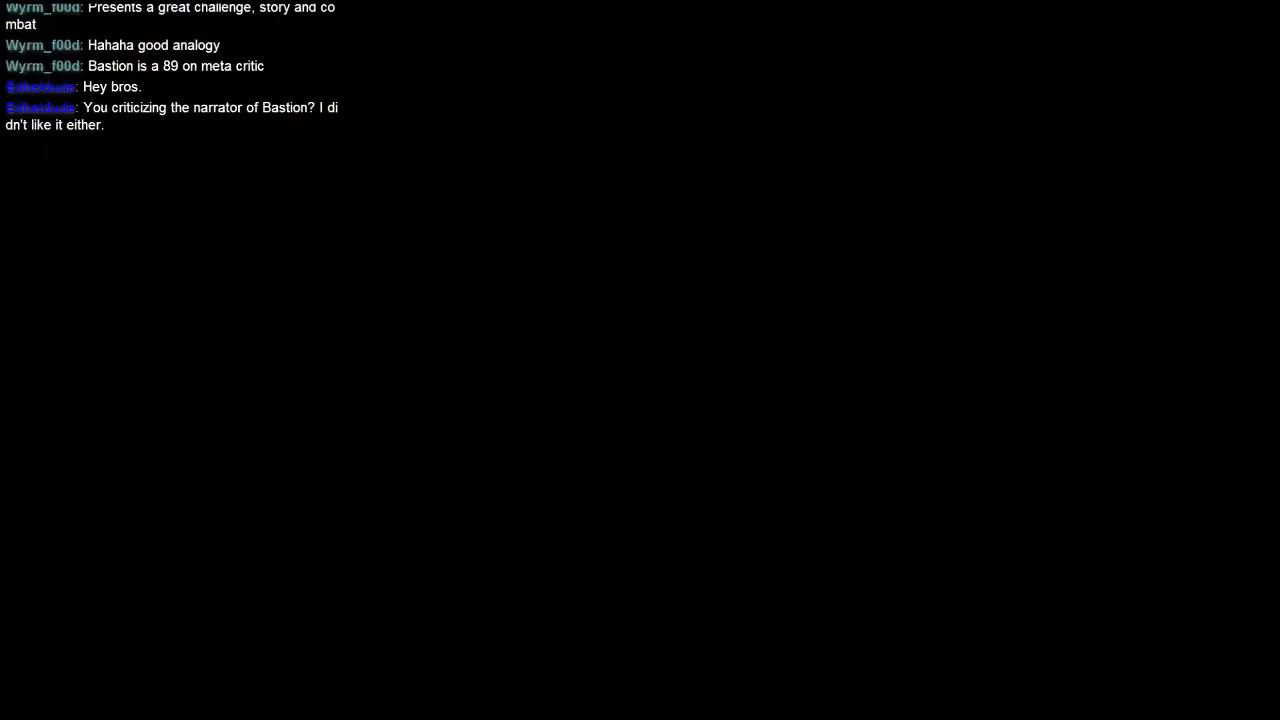 Wyrm_f00d: Presents a great challenge, story and co
mbat
Wyrm_f00d: Hahaha good analogy
Wyrm_f00d: Bastion is a 89 on meta critic
: Hey bros.
: You criticizing the narrator of Bastion? I di
dn't like it either.